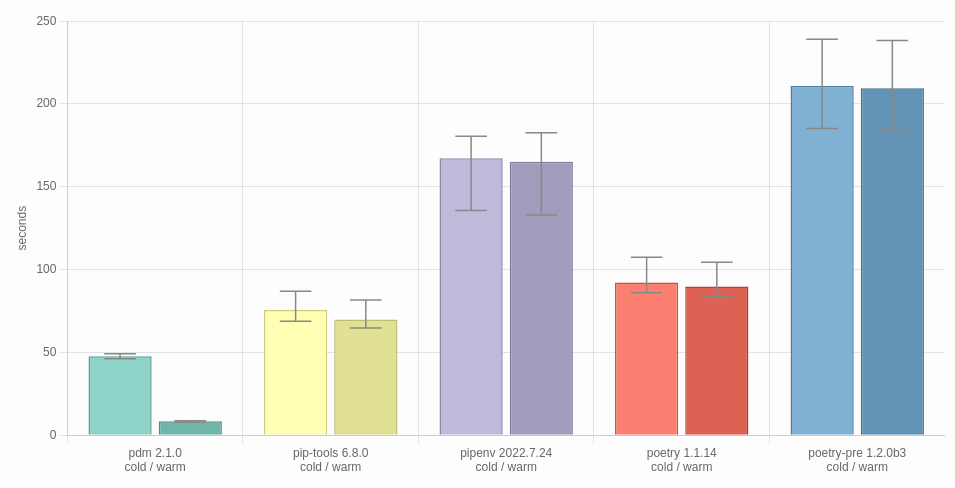 250
200
150
100
50
0
seconds
pdm 2.1.0
cold / warm
pip-tools 6.8.0
cold / warm
pipenv 2022.7.24
cold / warm
poetry 1.1.14
cold / warm
poetry-pre 1.2.0b3
cold / warm